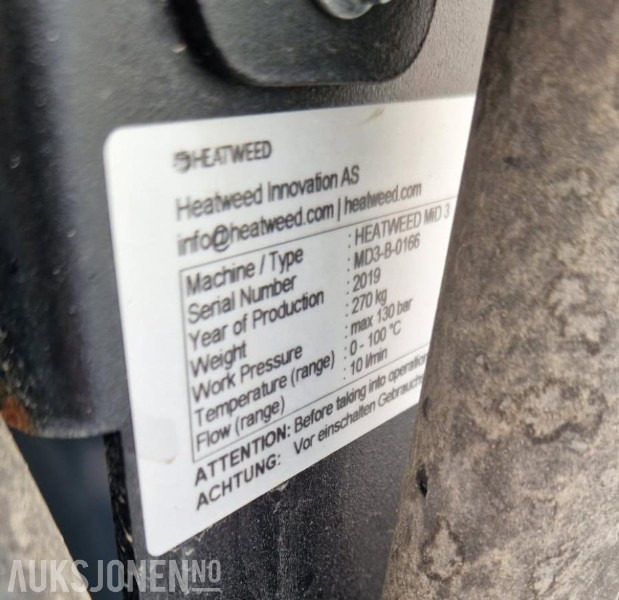 HEATWEED
Heatweed Innovation AS
info@heatweed.com | heatweed.com
Machine / Type : HEATWEED MiD 3
Serial Number : MD3-B-0166
Year of Production : 2019
Weight : 270 kg
Work Pressure : max 130 bar
Temperature (range) : 0 - 100 °C
Flow (range) : 10 l/min
ATTENTION: Before taking into operation
ACHTUNG: Vor einschalten Gebrauchs
AUKSJONEN.NO